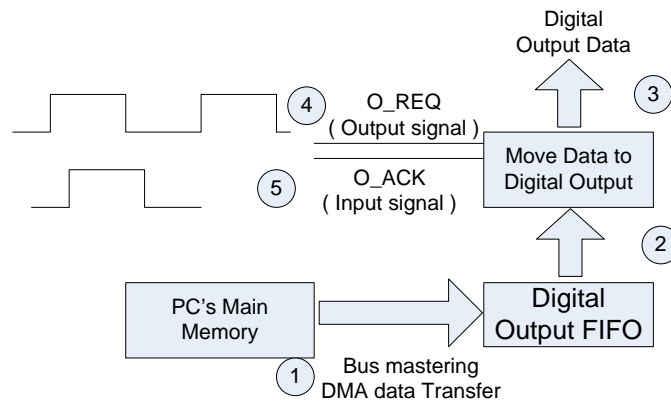 Digital
Output Data
3
4
O_REQ
( Output signal )
Move Data to
Digital Output
5
O_ACK
( Input signal )
2
PC's Main
Memory
Digital
Output FIFO
1
Bus mastering
DMA data Transfer